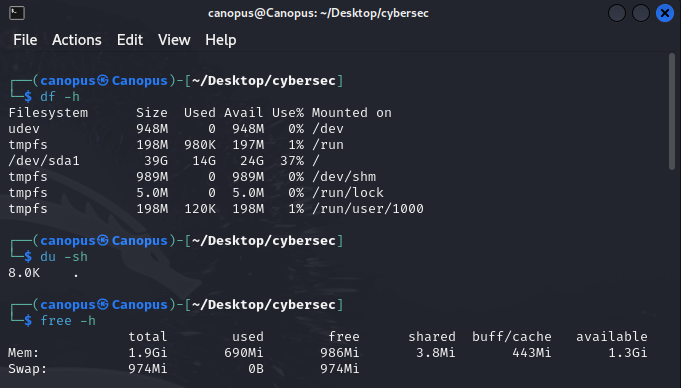 canopus@Canopus: ~/Desktop/cybersec
File Actions Edit View Help
┌──(canopus㉿Canopus)-[~/Desktop/cybersec]
└─$ df -h
Filesystem      Size  Used Avail Use% Mounted on
udev            948M     0  948M   0% /dev
tmpfs           198M  980K  197M   1% /run
/dev/sda1        39G   14G   24G  37% /
tmpfs           989M     0  989M   0% /dev/shm
tmpfs           5.0M     0  5.0M   0% /run/lock
tmpfs           198M  120K  198M   1% /run/user/1000
┌──(canopus㉿Canopus)-[~/Desktop/cybersec]
└─$ du -sh
8.0K    .
┌──(canopus㉿Canopus)-[~/Desktop/cybersec]
└─$ free -h
               total        used        free      shared  buff/cache   available
Mem:           1.9Gi       690Mi       986Mi       3.8Mi       443Mi       1.3Gi
Swap:          974Mi          0B       974Mi